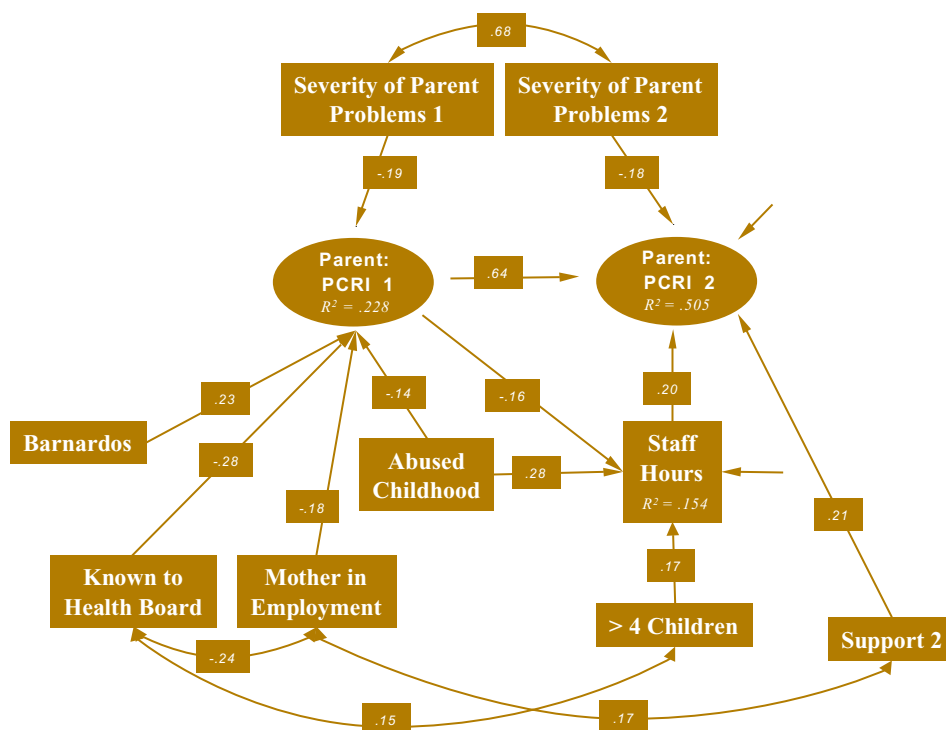 .68
Severity of Parent
Problems 1
Severity of Parent
Problems 2
-.19
-.18
Parent:
PCRI 1
R² = .228
.64
Parent:
PCRI 2
R² = .505
.23
-.14
-.16
.20
Barnardos
-.28
Abused
Childhood
.28
Staff
Hours
R² = .154
-.18
.21
Known to
Health Board
Mother in
Employment
.17
> 4 Children
Support 2
-.24
.15
.17